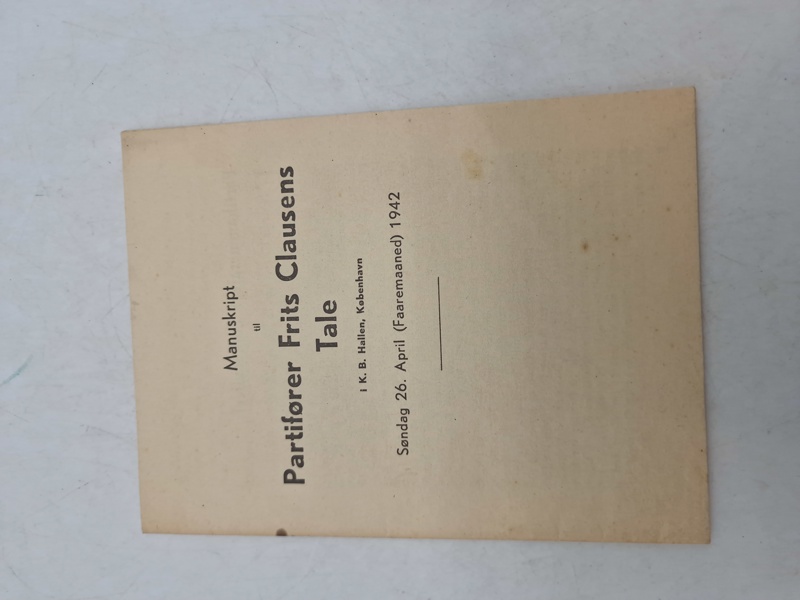 Manuskript
til
Partifører Frits Clausens
Tale
i K. B. Hallen, København
Søndag 26. April (Faaremaaned) 1942